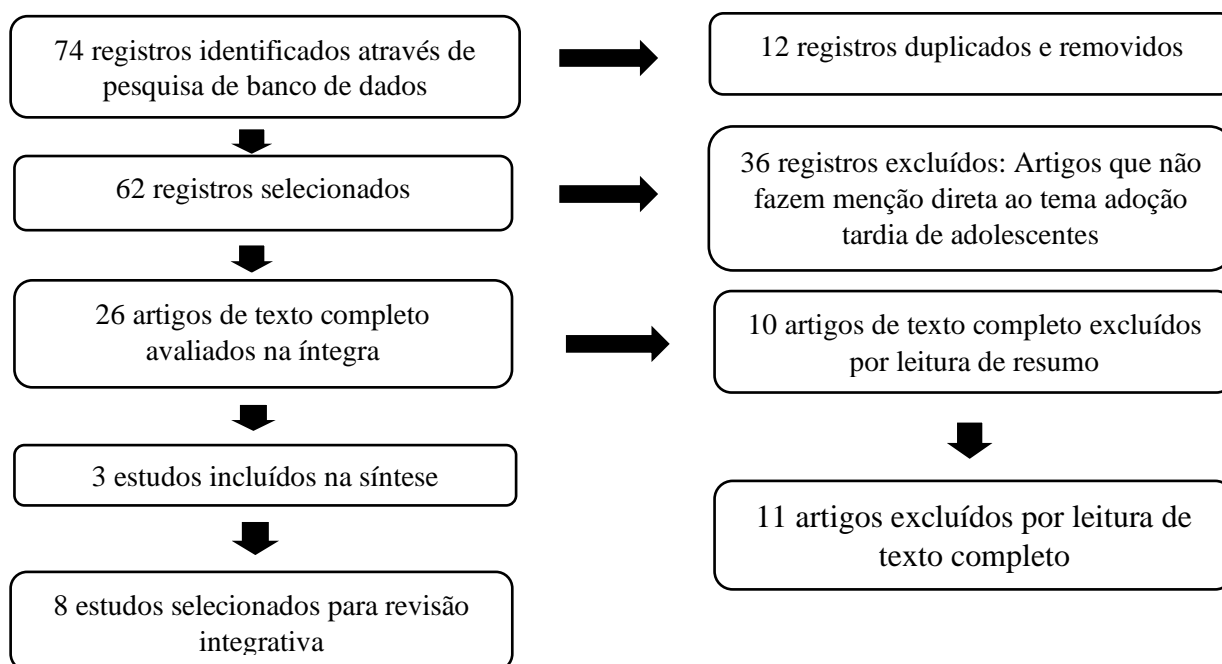 74 registros identificados através de
pesquisa de banco de dados
12 registros duplicados e removidos
62 registros selecionados
36 registros excluídos: Artigos que não
fazem menção direta ao tema adoção
tardia de adolescentes
26 artigos de texto completo
avaliados na íntegra
10 artigos de texto completo excluídos
por leitura de resumo
3 estudos incluídos na síntese
11 artigos excluídos por leitura de
texto completo
8 estudos selecionados para revisão
integrativa